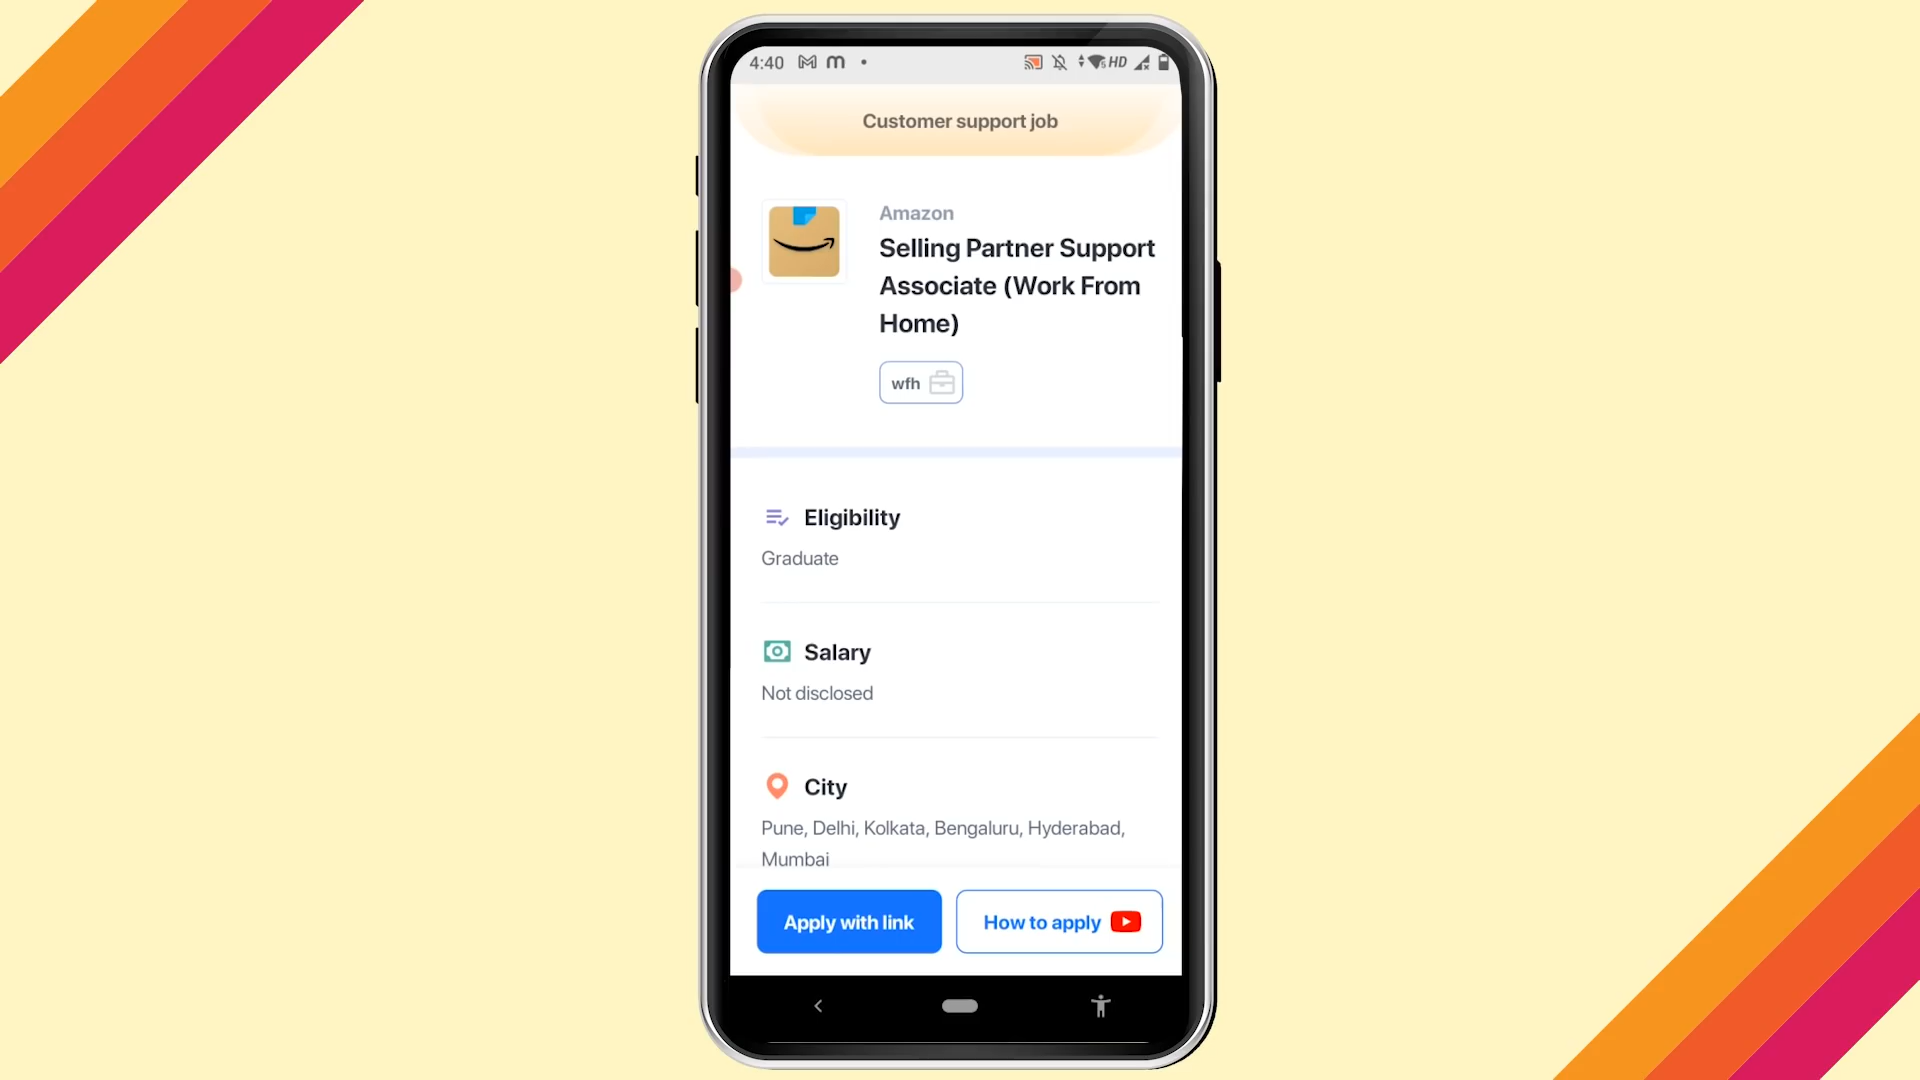 4:40
HD
Customer support job
Amazon
Selling Partner Support
Associate (Work From
Home)
wfh
Eligibility
Graduate
Salary
Not disclosed
City
Pune, Delhi, Kolkata, Bengaluru, Hyderabad,
Mumbai
Apply with link
How to apply